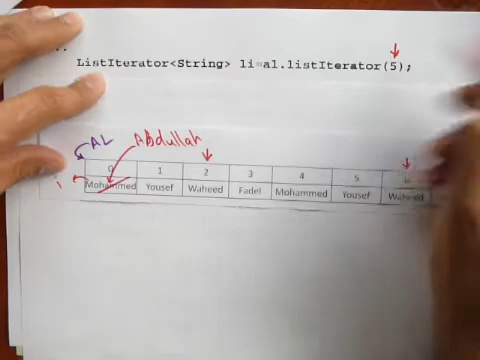 ListIterator<String> li=al.listIterator(5);
AL Abdullah
0 1 2 3 4 5 6
Mohammed Yousef Waheed Fadel Mohammed Yousef Waheed